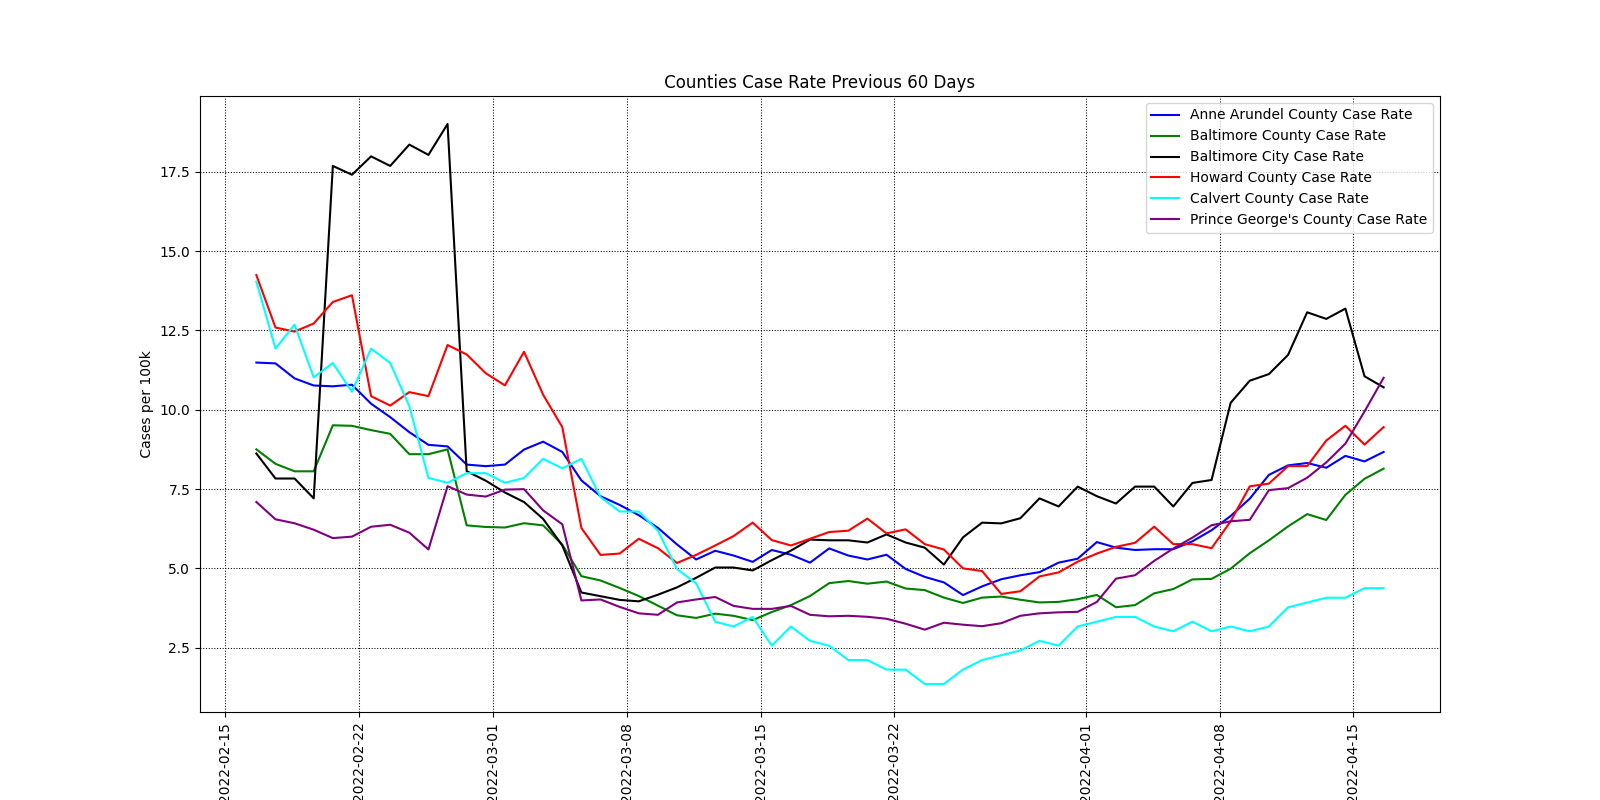 Counties Case Rate Previous 60 Days
Anne Arundel County Case Rate
Baltimore County Case Rate
Baltimore City Case Rate
Howard County Case Rate
Calvert County Case Rate
Prince George's County Case Rate
Cases per 100k
17.5
15.0
12.5
10.0
7.5
5.0
2.5
2022-02-15
2022-02-22
2022-03-01
2022-03-08
2022-03-15
2022-03-22
2022-04-01
2022-04-08
2022-04-15